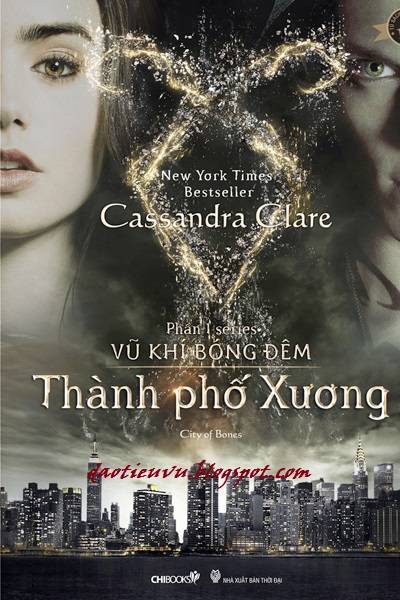 New York Times
Bestseller
Cassandra Clare
Phần I series
VŨ KHÍ BÓNG ĐÊM
Thành phố Xương
City of Bones
daotieuvu.blogspot.com
CHIBOOKS
NHÀ XUẤT BẢN THỜI ĐẠI